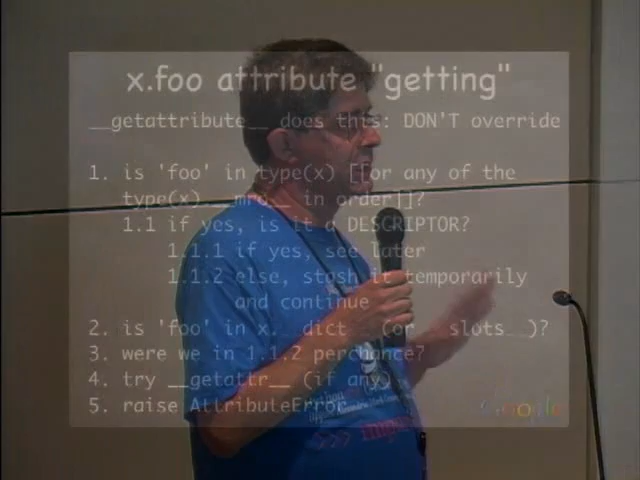 x.foo attribute "getting"
__getattribute__ does this: DON'T override
1. is 'foo' in type(x) [[or any of the
type(x).__mro__ in order]]?
1.1 if yes, is it a DESCRIPTOR?
1.1.1 if yes, see later
1.1.2 else, stash it temporarily
and continue
2. is 'foo' in x.__dict__ (or __slots__)?
3. were we in 1.1.2 perchance?
4. try __getattr__ (if any)
5. raise AttributeError
Google
>>>